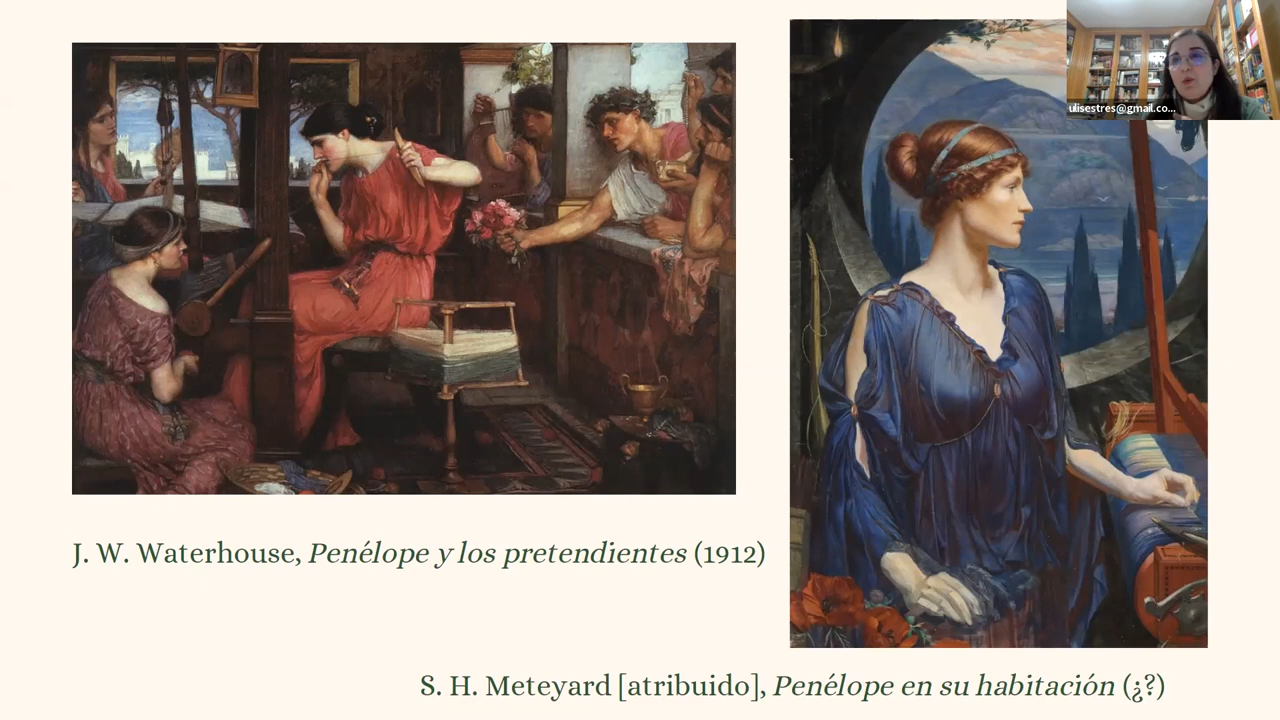 ulisestres@gmail.co...
J. W. Waterhouse, Penélope y los pretendientes (1912)
S. H. Meteyard [atribuido], Penélope en su habitación (¿?)